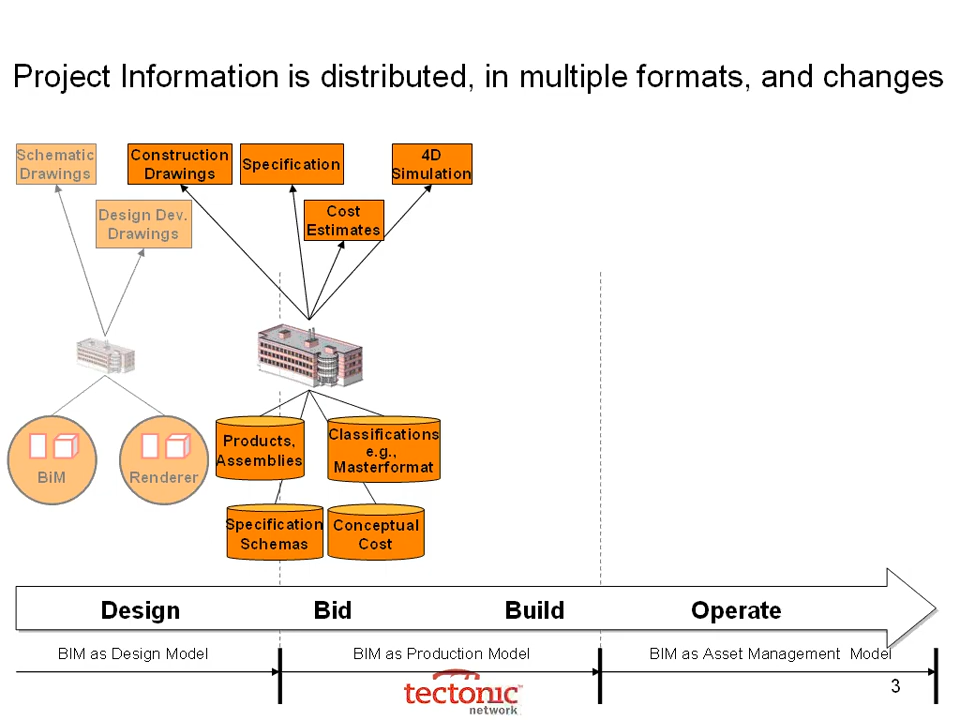 Project Information is distributed, in multiple formats, and changes
Schematic
Drawings
Construction
Drawings
Specification
4D
Simulation
Design Dev.
Drawings
Cost
Estimates
BiM
Renderer
Products,
Assemblies
Classifications
e.g.,
Masterformat
Specification
Schemas
Conceptual
Cost
Design
Bid
Build
Operate
BIM as Design Model
BIM as Production Model
BIM as Asset Management Model
tectonic™
network
3